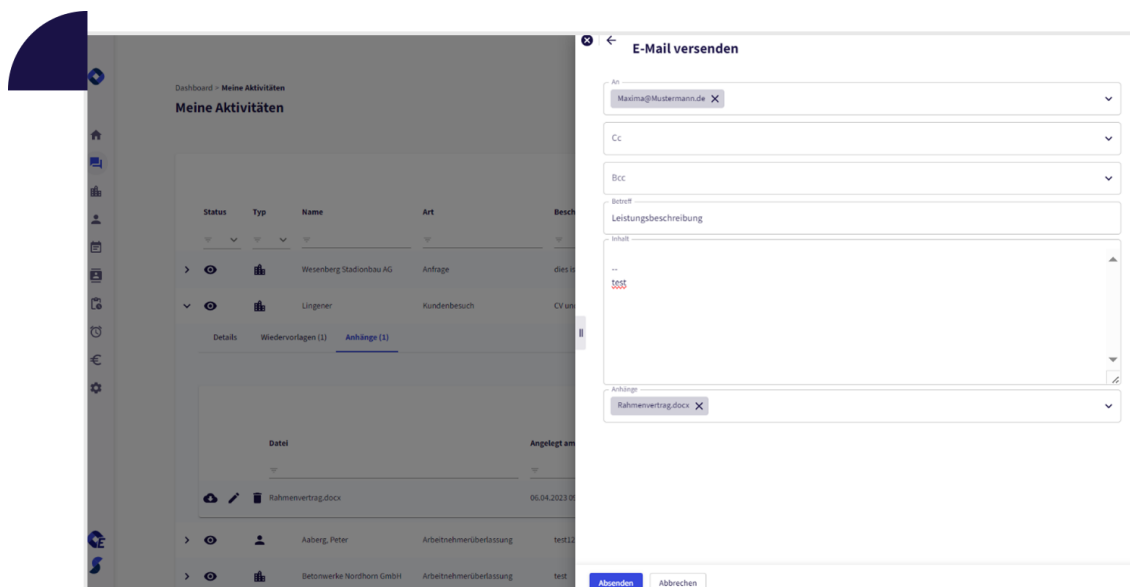 E-Mail versenden
An
Maxima@Mustermann.de
Cc
Bcc
Betreff
Leistungsbeschreibung
Inhalt
--
test
Anhänge
Rahmenvertrag.docx
Absenden Abbrechen
Dashboard > Meine Aktivitäten
Meine Aktivitäten
Status Typ Name Art Besch
Wesenberg Stadionbau AG Anfrage dies is
Lingener Kundenbesuch CV un
Details Wiedervorlagen (1) Anhänge (1)
Datei Angelegt am
Rahmenvertrag.docx 06.04.2023 09
Aaberg, Peter Arbeitnehmerüberlassung test12
Betonwerke Nordhorn GmbH Arbeitnehmerüberlassung test